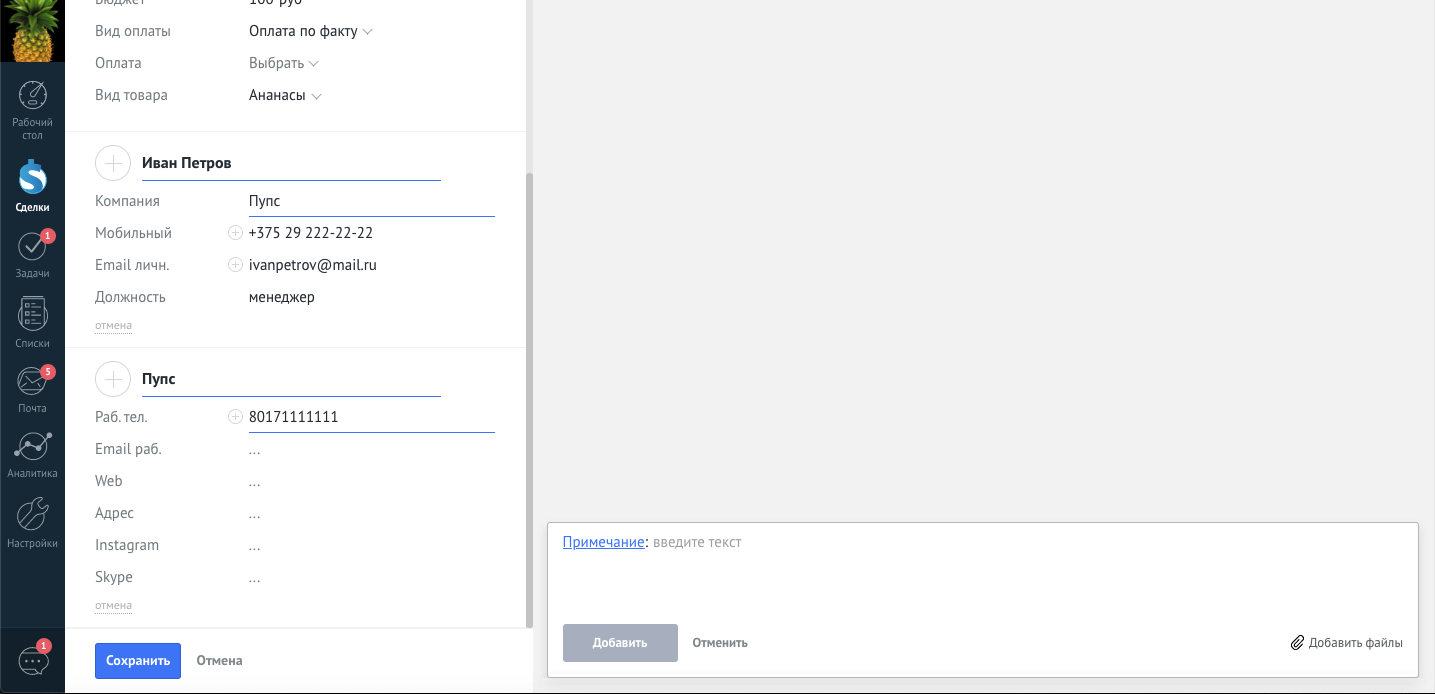 Бюджет 100 руб
Вид оплаты Оплата по факту
Оплата Выбрать
Вид товара Ананасы
Иван Петров
Компания Пупс
Мобильный +375 29 222-22-22
Email личн. ivanpetrov@mail.ru
Должность менеджер
отмена
Пупс
Раб. тел. 80171111111
Email раб. ...
Web ...
Адрес ...
Instagram ...
Skype ...
отмена
Сохранить Отмена
Рабочий
стол
Сделки
1
Задачи
Списки
5
Почта
Аналитика
Настройки
1
Примечание: введите текст
Добавить Отменить Добавить файлы